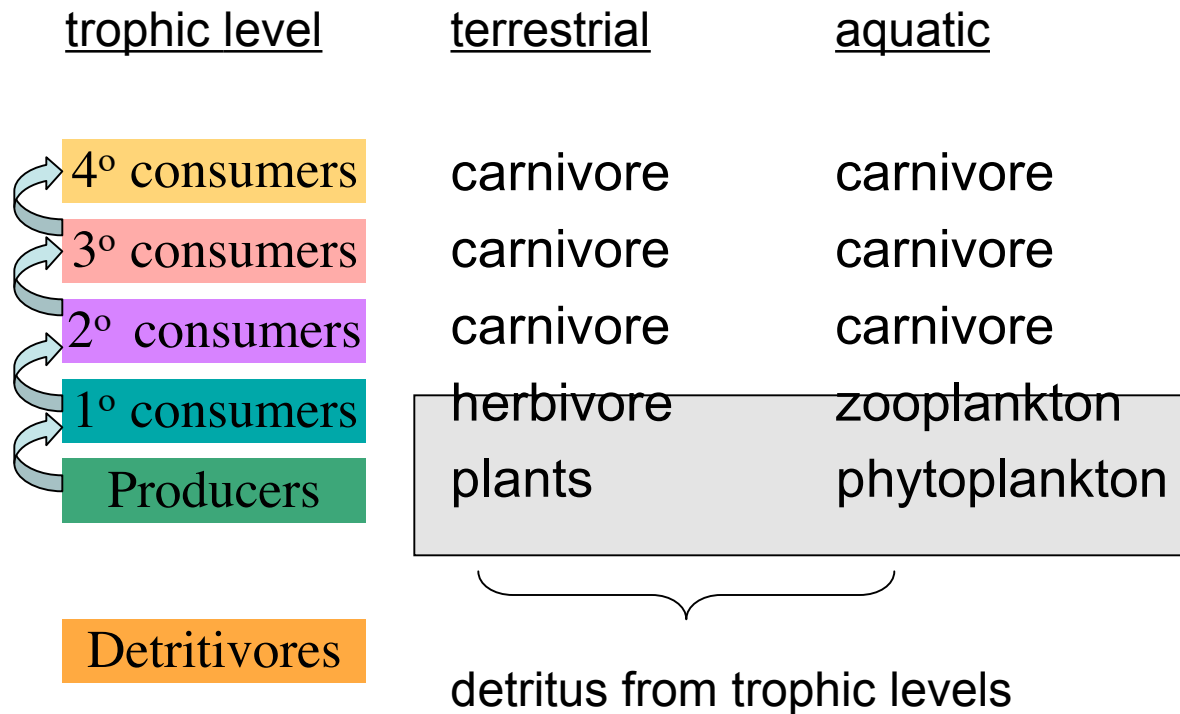 trophic level terrestrial aquatic
4º consumers carnivore carnivore
3º consumers carnivore carnivore
2º consumers carnivore carnivore
1º consumers herbivore zooplankton
Producers plants phytoplankton
Detritivores
detritus from trophic levels